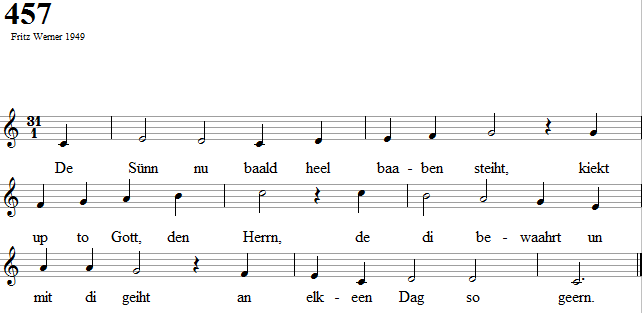 457
Fritz Werner 1949
31
1
De Sünn nu baald heel baa - ben steiht, kiekt
up to Gott, den Herrn, de di be - waahrt un
mit di geiht an elk - een Dag so geern.